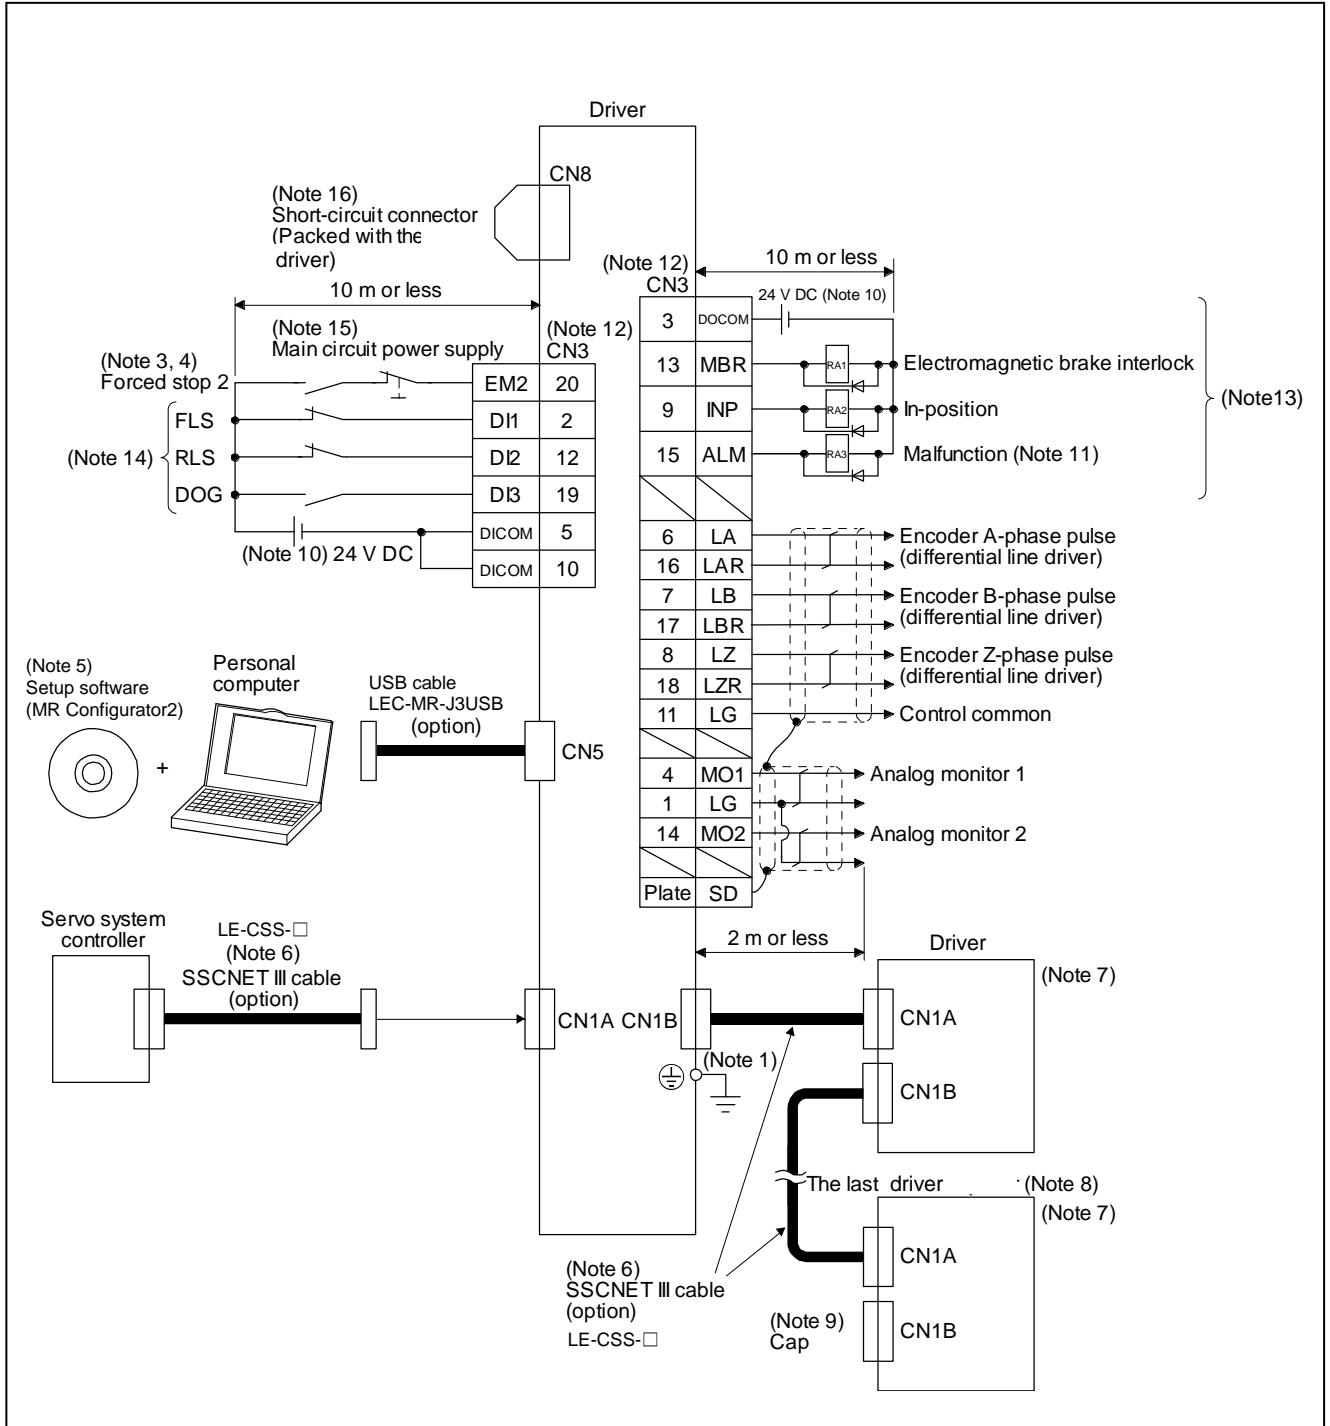 Driver
CN8
(Note 16)
Short-circuit connector
(Packed with the
driver)
10 m or less
(Note 15)
Main circuit power supply
(Note 12)
CN3
(Note 3, 4)
Forced stop 2
EM2 20
FLS
DI1 2
(Note 14)
RLS
DI2 12
DOG
DI3 19
DICOM 5
(Note 10) 24 V DC
DICOM 10
(Note 12)
CN3
10 m or less
24 V DC (Note 10)
3 DOCOM
13 MBR RA1 Electromagnetic brake interlock
9 INP RA2 In-position
15 ALM RA3 Malfunction (Note 11)
(Note13)
6 LA Encoder A-phase pulse
16 LAR (differential line driver)
7 LB Encoder B-phase pulse
17 LBR (differential line driver)
8 LZ Encoder Z-phase pulse
18 LZR (differential line driver)
11 LG Control common
4 MO1 Analog monitor 1
1 LG
14 MO2 Analog monitor 2
Plate SD
2 m or less
(Note 5)
Setup software
(MR Configurator2)
+
Personal
computer
USB cable
LEC-MR-J3USB
(option)
CN5
Servo system
controller
LE-CSS-□
(Note 6)
SSCNET III cable
(option)
CN1A CN1B
(Note 1)
Driver
(Note 7)
CN1A
CN1B
The last driver (Note 8)
(Note 7)
CN1A
CN1B
(Note 6)
SSCNET III cable
(option)
LE-CSS-□
(Note 9)
Cap